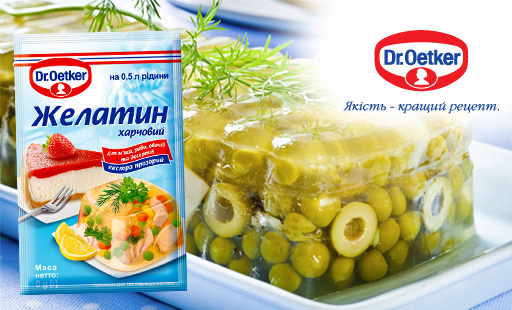 Dr.Oetker
на 0,5 л рідини
Желатин
харчовий
для м'яса, риби, овочів
та десертів
екстра прозорий
Маса
нетто:
Dr.Oetker
Якість - кращий рецепт.